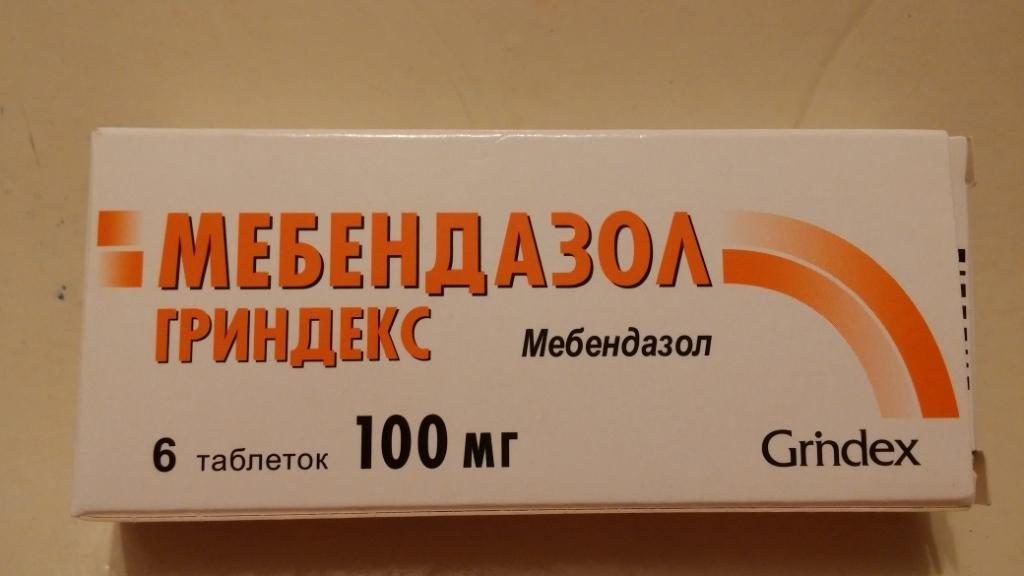 МЕБЕНДАЗОЛ
ГРИНДЕКС
Мебендазол
6 таблеток 100 мг
Grindex